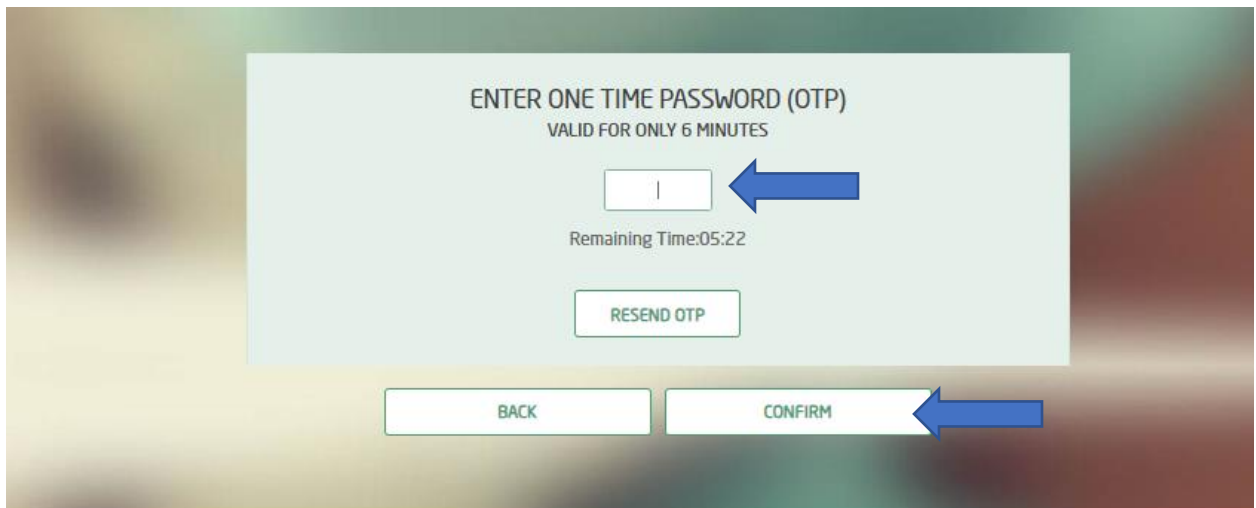 ENTER ONE TIME PASSWORD (OTP)
VALID FOR ONLY 6 MINUTES
Remaining Time:05:22
RESEND OTP
BACK
CONFIRM